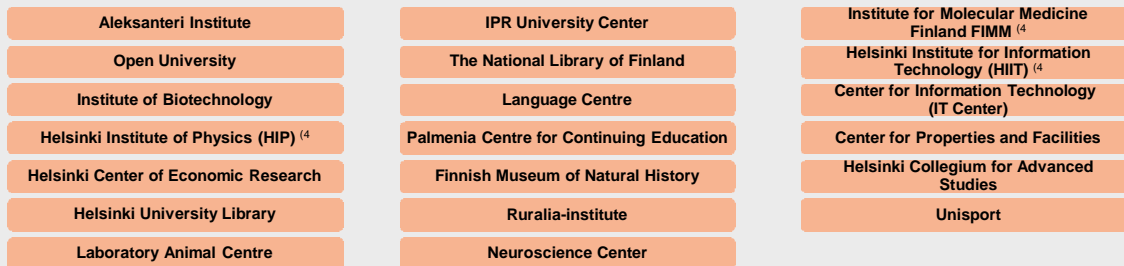 Aleksanteri Institute
Open University
Institute of Biotechnology
Helsinki Institute of Physics (HIP) (4
Helsinki Center of Economic Research
Helsinki University Library
Laboratory Animal Centre
IPR University Center
The National Library of Finland
Language Centre
Palmenia Centre for Continuing Education
Finnish Museum of Natural History
Ruralia-institute
Neuroscience Center
Institute for Molecular Medicine
Finland FIMM (4
Helsinki Institute for Information
Technology (HIIT) (4
Center for Information Technology
(IT Center)
Center for Properties and Facilities
Helsinki Collegium for Advanced
Studies
Unisport